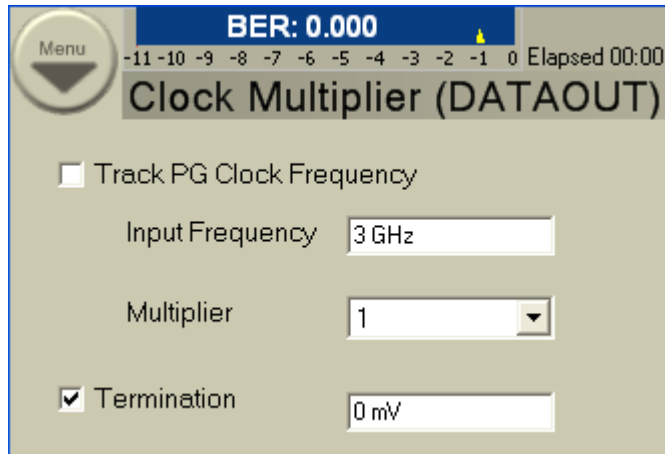 BER: 0.000
Menu
-11 -10 -9 -8 -7 -6 -5 -4 -3 -2 -1 0 Elapsed 00:00
Clock Multiplier (DATAOUT)
Track PG Clock Frequency
Input Frequency 3 GHz
Multiplier 1
Termination 0 mV